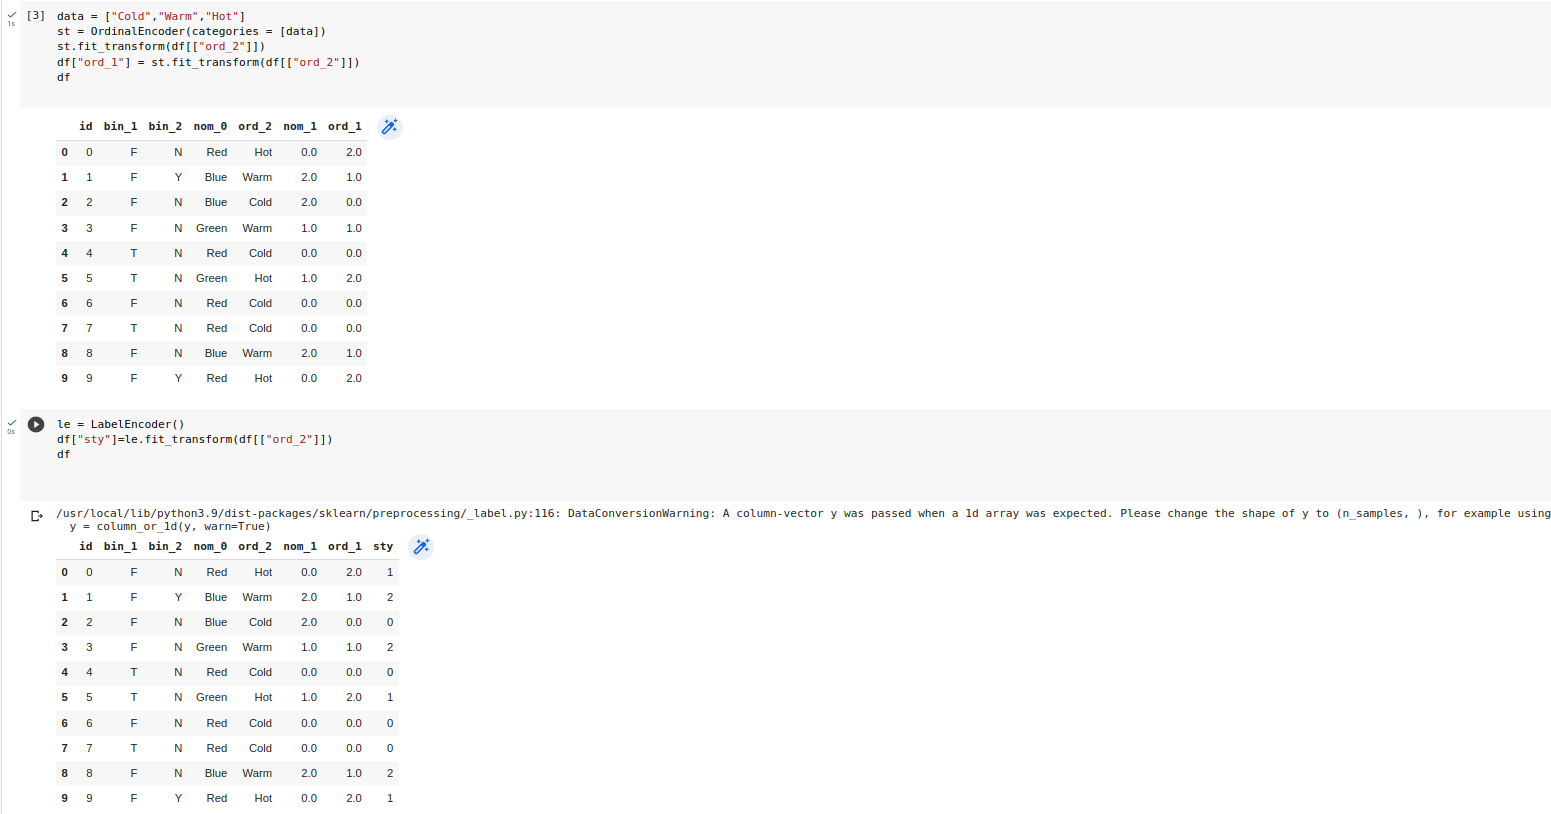 1s
[3] data = ["Cold","Warm","Hot"]
st = OrdinalEncoder(categories = [data])
st.fit_transform(df[["ord_2"]])
df["ord_1"] = st.fit_transform(df[["ord_2"]])
df
id bin_1 bin_2 nom_0 ord_2 nom_1 ord_1
0 0 F N Red Hot 0.0 2.0
1 1 F Y Blue Warm 2.0 1.0
2 2 F N Blue Cold 2.0 0.0
3 3 F N Green Warm 1.0 1.0
4 4 T N Red Cold 0.0 0.0
5 5 T N Green Hot 1.0 2.0
6 6 F N Red Cold 0.0 0.0
7 7 T N Red Cold 0.0 0.0
8 8 F N Blue Warm 2.0 1.0
9 9 F Y Red Hot 0.0 2.0
0s
le = LabelEncoder()
df["sty"]=le.fit_transform(df[["ord_2"]])
df
/usr/local/lib/python3.9/dist-packages/sklearn/preprocessing/_label.py:116: DataConversionWarning: A column-vector y was passed when a 1d array was expected. Please change the shape of y to (n_samples, ), for example using
y = column_or_1d(y, warn=True)
id bin_1 bin_2 nom_0 ord_2 nom_1 ord_1 sty
0 0 F N Red Hot 0.0 2.0 1
1 1 F Y Blue Warm 2.0 1.0 2
2 2 F N Blue Cold 2.0 0.0 0
3 3 F N Green Warm 1.0 1.0 2
4 4 T N Red Cold 0.0 0.0 0
5 5 T N Green Hot 1.0 2.0 1
6 6 F N Red Cold 0.0 0.0 0
7 7 T N Red Cold 0.0 0.0 0
8 8 F N Blue Warm 2.0 1.0 2
9 9 F Y Red Hot 0.0 2.0 1